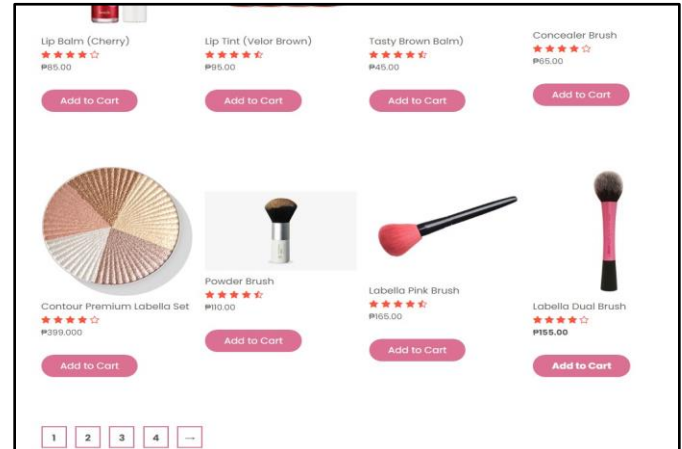 Lip Balm (Cherry)
₱85.00
Add to Cart
Lip Tint (Velor Brown)
₱95.00
Add to Cart
Tasty Brown Balm)
₱45.00
Add to Cart
Concealer Brush
₱65.00
Add to Cart
Contour Premium Labella Set
₱399.000
Add to Cart
Powder Brush
₱110.00
Add to Cart
Labella Pink Brush
₱165.00
Add to Cart
Labella Dual Brush
₱155.00
Add to Cart
1 2 3 4 →